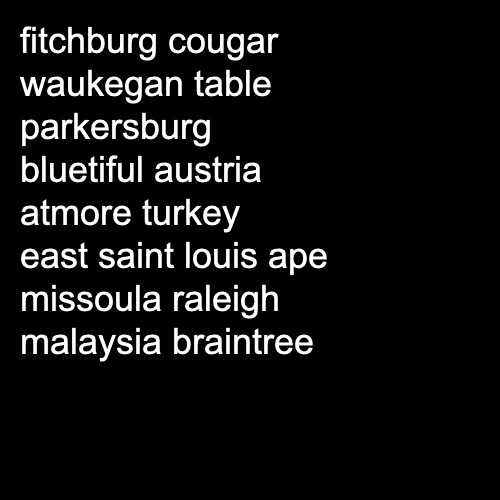 fitchburg cougar
waukegan table
parkersburg
bluetiful austria
atmore turkey
east saint louis ape
missoula raleigh
malaysia braintree